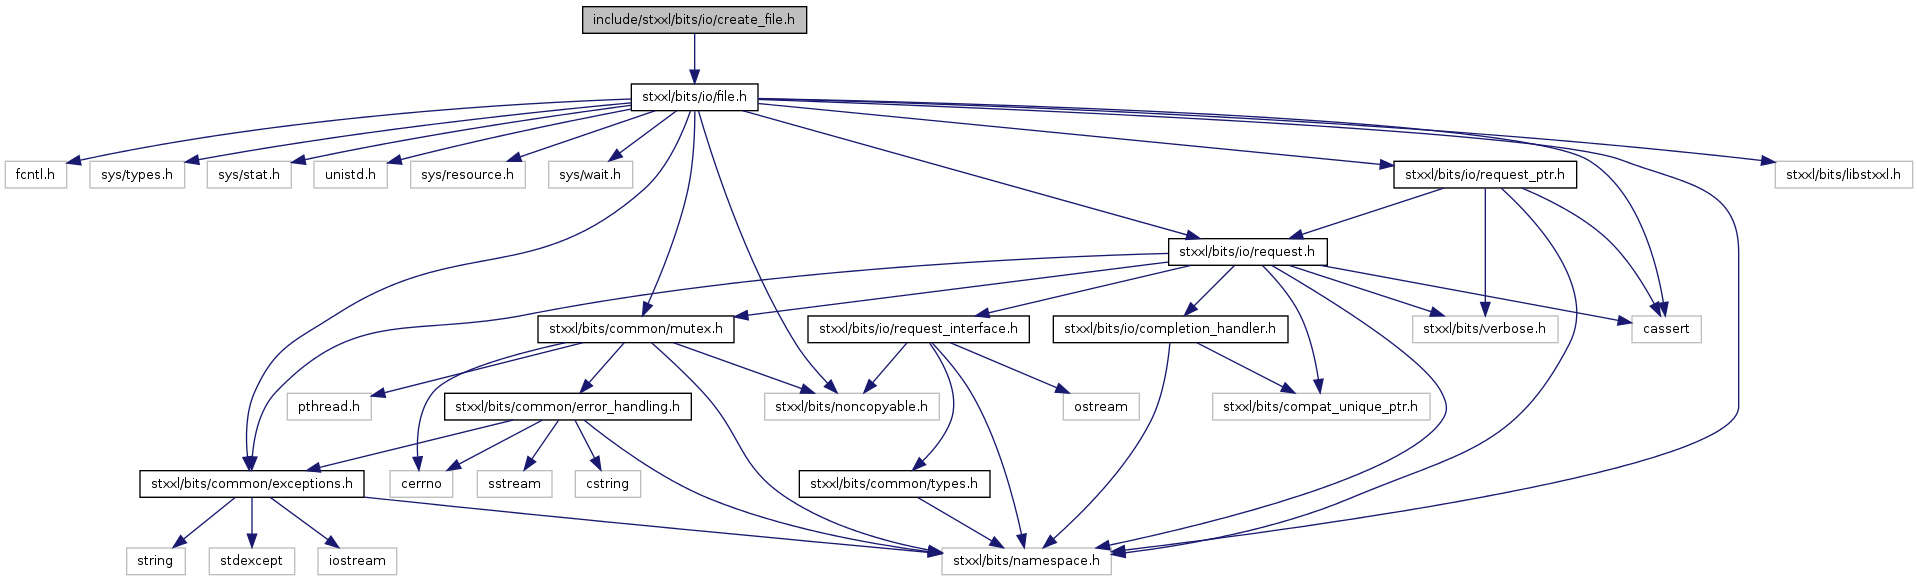 include/stxxl/bits/io/create_file.h
stxxl/bits/io/file.h
fcntl.h
sys/types.h
sys/stat.h
unistd.h
sys/resource.h
sys/wait.h
stxxl/bits/io/request_ptr.h
stxxl/bits/libstxxl.h
stxxl/bits/io/request.h
stxxl/bits/common/mutex.h
stxxl/bits/io/request_interface.h
stxxl/bits/io/completion_handler.h
stxxl/bits/verbose.h
cassert
pthread.h
stxxl/bits/common/error_handling.h
stxxl/bits/noncopyable.h
ostream
stxxl/bits/compat_unique_ptr.h
stxxl/bits/common/exceptions.h
cerrno
sstream
cstring
stxxl/bits/common/types.h
string
stdexcept
iostream
stxxl/bits/namespace.h